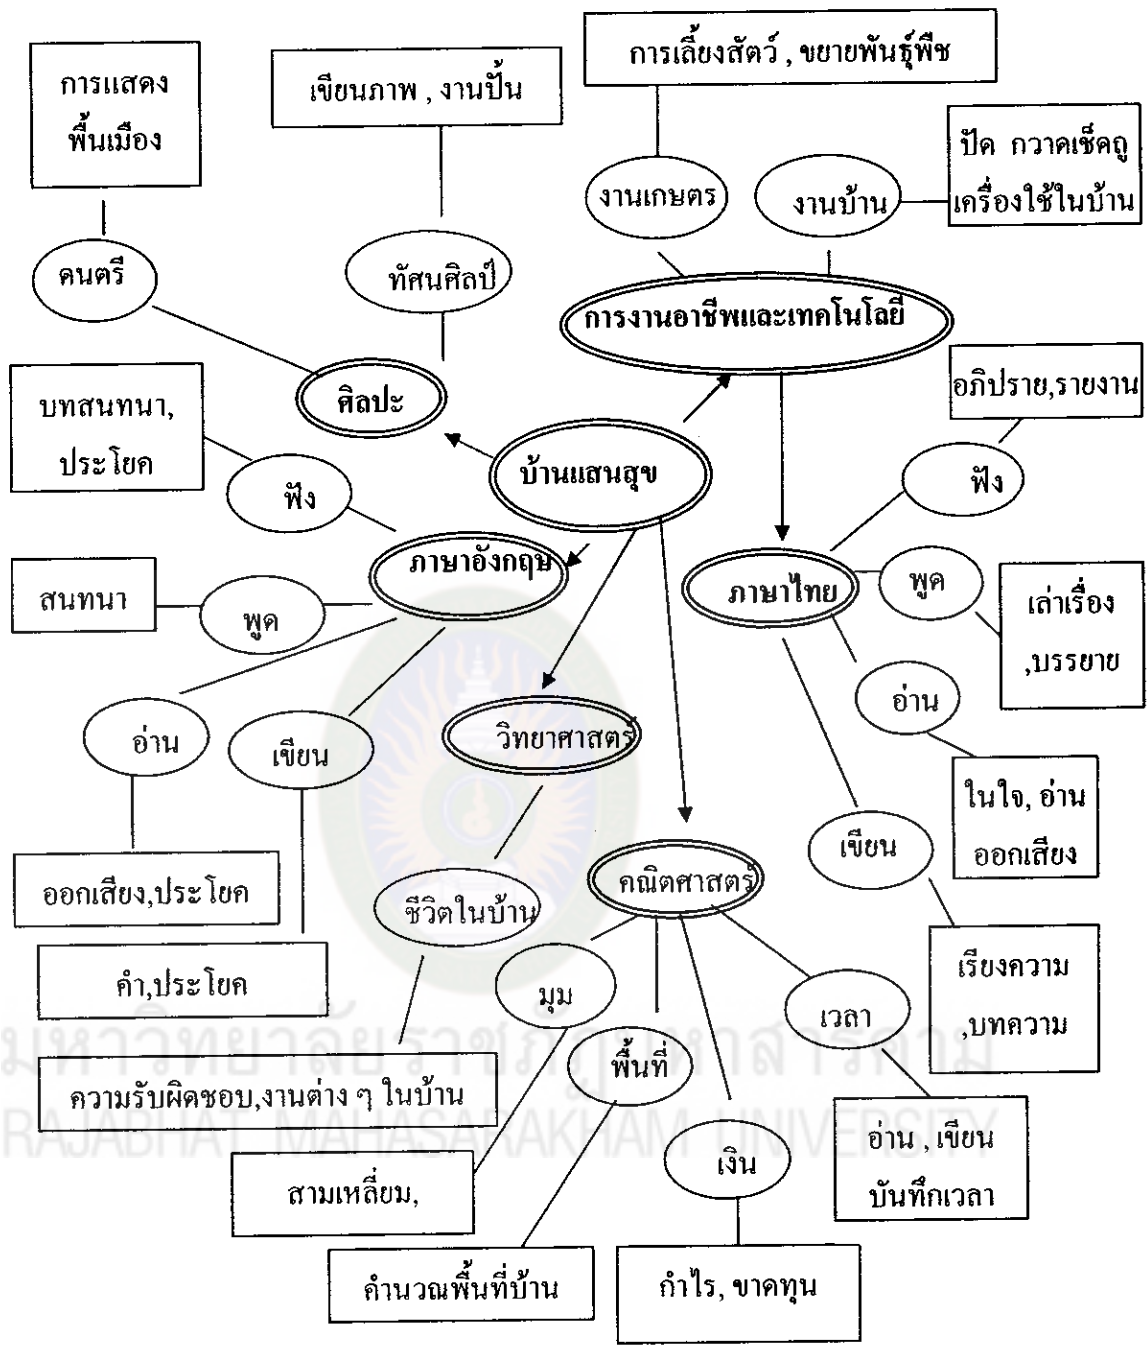 การเลี้ยงสัตว์ , ขยายพันธุ์พืช
การแสดง
พื้นเมือง
เขียนภาพ , งานปั้น
ปัด กวาดเช็ดถู
เครื่องใช้ในบ้าน
งานเกษตร
งานบ้าน
ดนตรี
ทัศนศิลป์
การงานอาชีพและเทคโนโลยี
ศิลปะ
อภิปราย,รายงาน
บทสนทนา,
ประโยค
บ้านแสนสุข
ฟัง
ฟัง
ภาษาอังกฤษ
ภาษาไทย
พูด
เล่าเรื่อง
,บรรยาย
สนทนา
พูด
อ่าน
อ่าน
เขียน
วิทยาศาสตร์
ในใจ, อ่าน
ออกเสียง
เขียน
ออกเสียง,ประโยค
ชีวิตในบ้าน
คณิตศาสตร์
คำ,ประโยค
มุม
เวลา
เรียงความ
,บทความ
พื้นที่
มหาวิทยาลัยราชภัฏมหาสารคาม
RAJABHAT MAHASARAKHAM UNIVERSITY
ความรับผิดชอบ,งานต่าง ๆ ในบ้าน
เงิน
อ่าน , เขียน
บันทึกเวลา
สามเหลี่ยม,
คำนวณพื้นที่บ้าน
กำไร, ขาดทุน